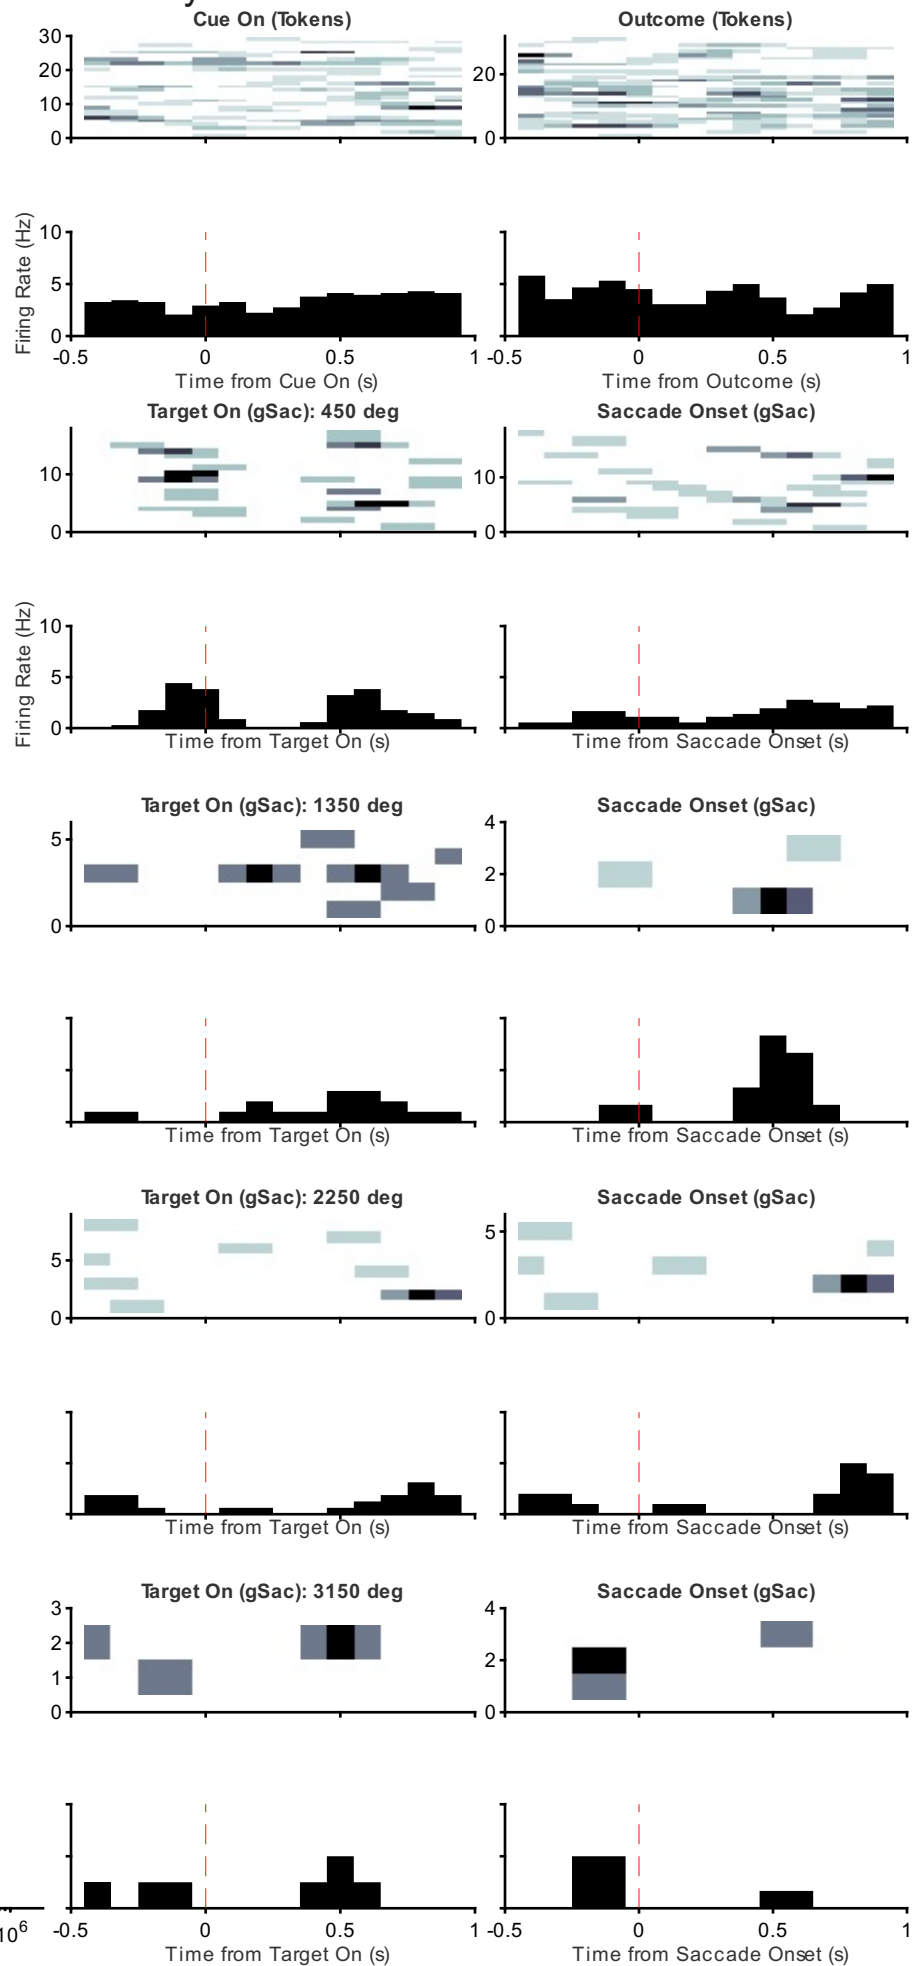 y
Cue On (Tokens)
Outcome (Tokens)
30
20
10
0
20
0
Firing Rate (Hz)
10
5
0
-0.5 0 0.5 1
-0.5 0 0.5 1
Time from Cue On (s)
Time from Outcome (s)
Target On (gSac): 450 deg
Saccade Onset (gSac)
10
0
10
0
Firing Rate (Hz)
10
5
0
Time from Target On (s)
Time from Saccade Onset (s)
Target On (gSac): 1350 deg
Saccade Onset (gSac)
5
0
4
2
0
Time from Target On (s)
Time from Saccade Onset (s)
Target On (gSac): 2250 deg
Saccade Onset (gSac)
5
0
5
0
Time from Target On (s)
Time from Saccade Onset (s)
Target On (gSac): 3150 deg
Saccade Onset (gSac)
3
2
1
0
4
2
0
10⁶
-0.5 0 0.5 1
-0.5 0 0.5 1
Time from Target On (s)
Time from Saccade Onset (s)